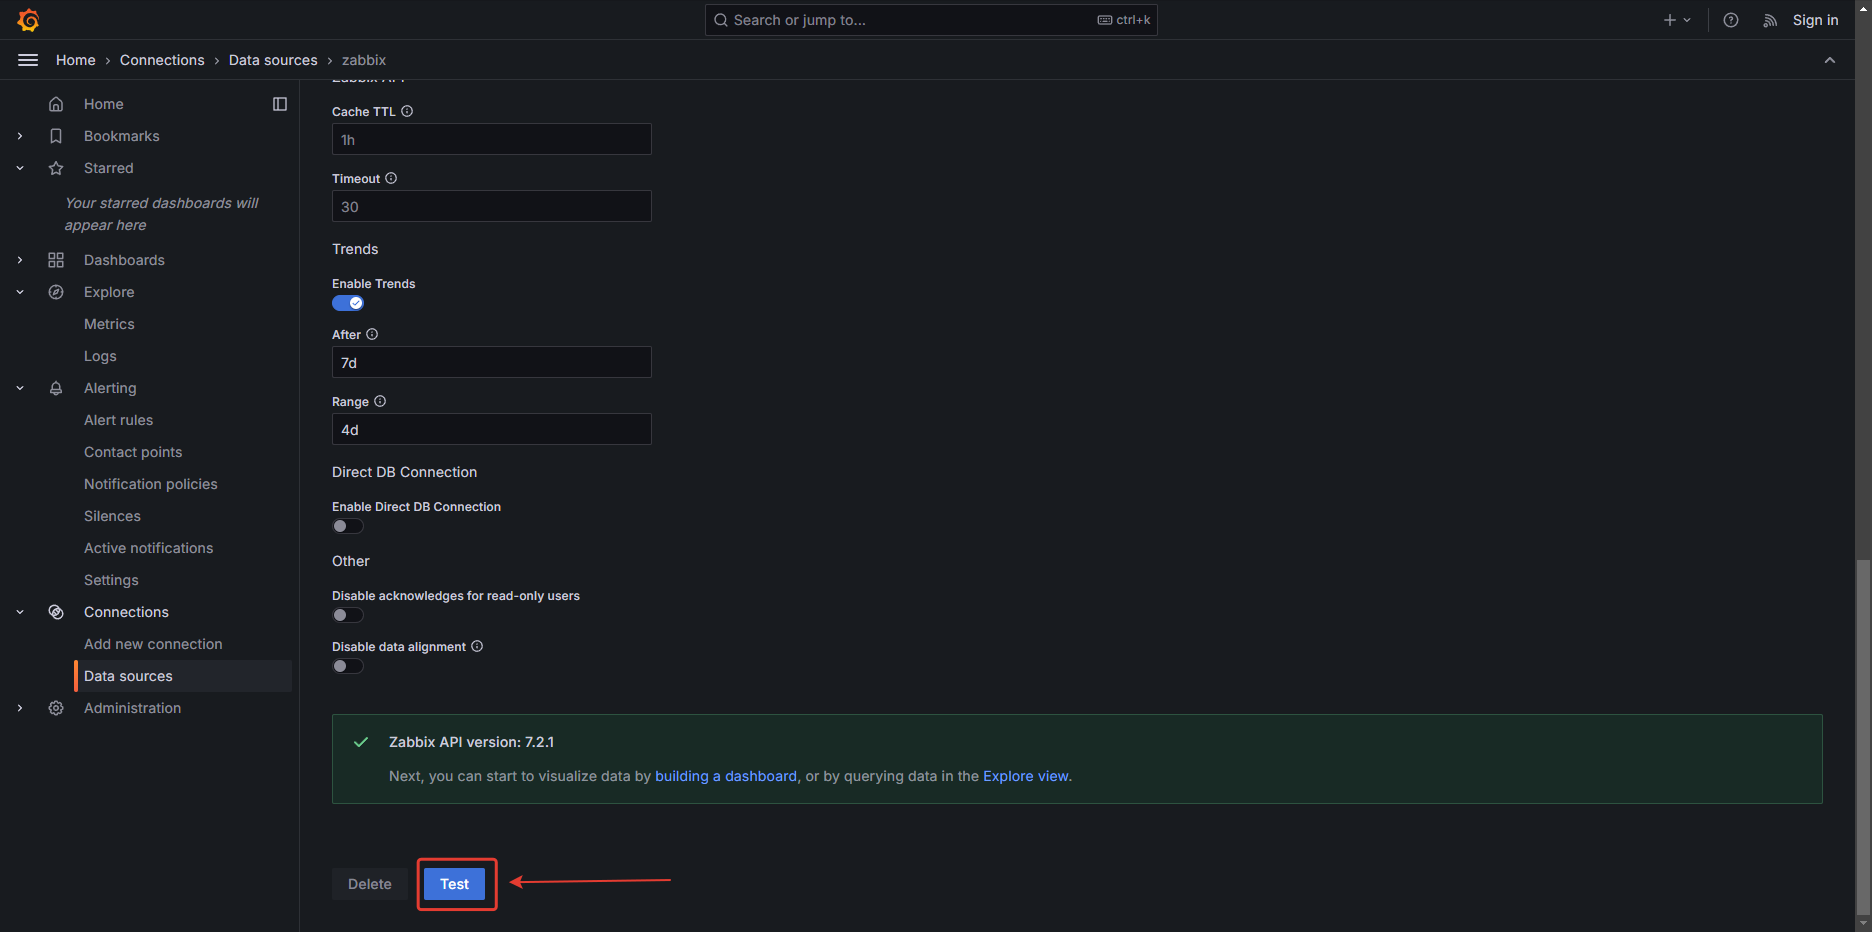 Search or jump to...
ctrl+k
Sign in
Home › Connections › Data sources › zabbix
Home
Bookmarks
Starred
Your starred dashboards will
appear here
Dashboards
Explore
Metrics
Logs
Alerting
Alert rules
Contact points
Notification policies
Silences
Active notifications
Settings
Connections
Add new connection
Data sources
Administration
Zabbix API
Cache TTL
1h
Timeout
30
Trends
Enable Trends
After
7d
Range
4d
Direct DB Connection
Enable Direct DB Connection
Other
Disable acknowledges for read-only users
Disable data alignment
Zabbix API version: 7.2.1
Next, you can start to visualize data by building a dashboard, or by querying data in the Explore view.
Delete
Test